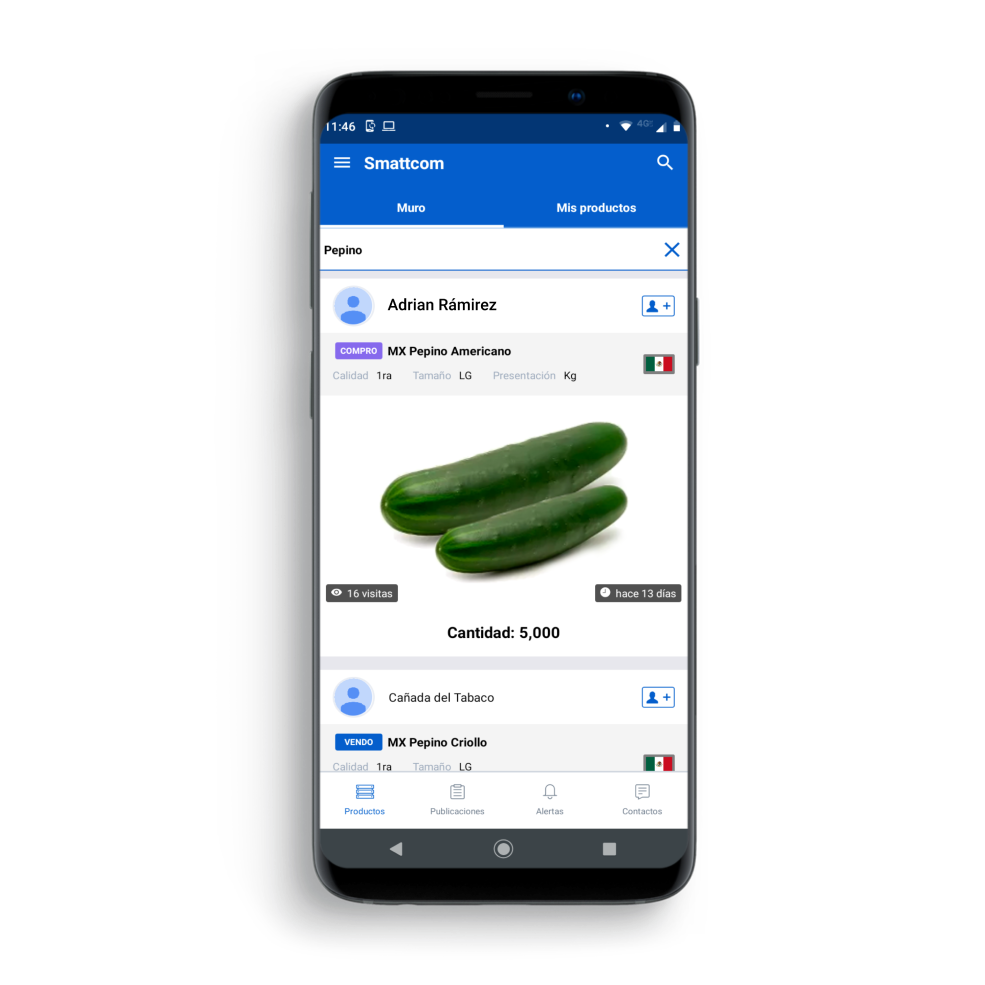 11:46 4G
Smattcom
Muro Mis productos
Pepino
Adrian Rámirez
COMPRO MX Pepino Americano
Calidad 1ra Tamaño LG Presentación Kg
16 visitas hace 13 días
Cantidad: 5,000
Cañada del Tabaco
VENDO MX Pepino Criollo
Calidad 1ra Tamaño LG
Productos Publicaciones Alertas Contactos